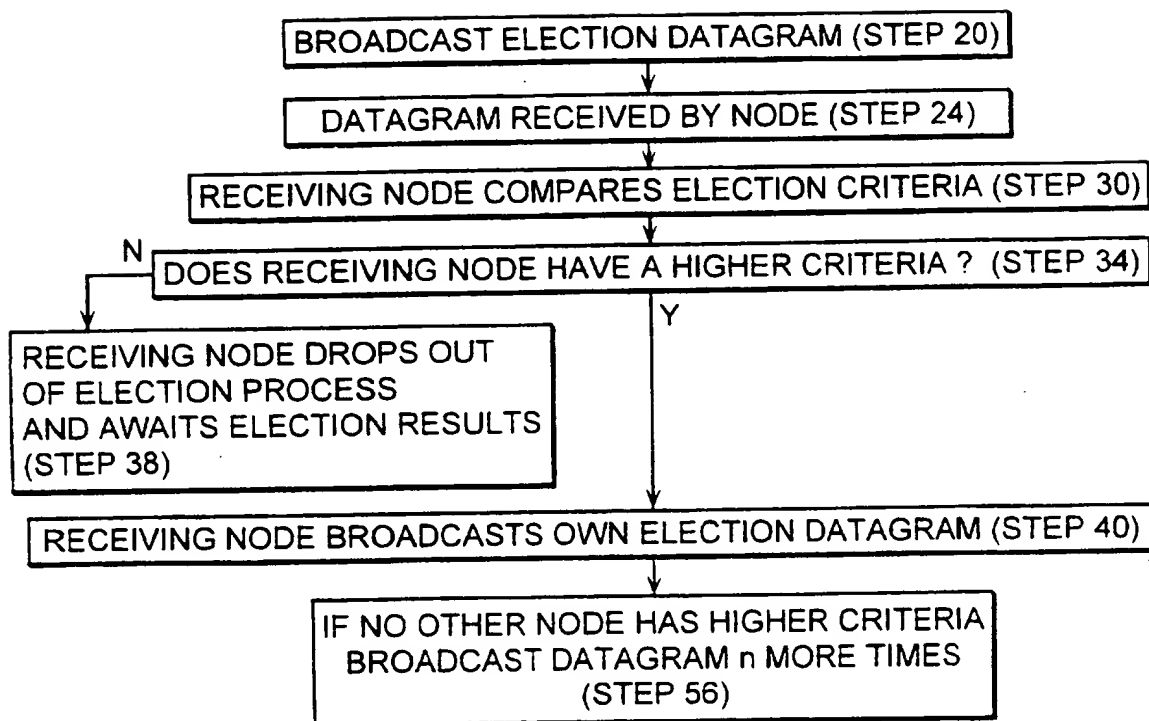 BROADCAST ELECTION DATAGRAM (STEP 20)
DATAGRAM RECEIVED BY NODE (STEP 24)
RECEIVING NODE COMPARES ELECTION CRITERIA (STEP 30)
N
DOES RECEIVING NODE HAVE A HIGHER CRITERIA ? (STEP 34)
Y
RECEIVING NODE DROPS OUT
OF ELECTION PROCESS
AND AWAITS ELECTION RESULTS
(STEP 38)
RECEIVING NODE BROADCASTS OWN ELECTION DATAGRAM (STEP 40)
IF NO OTHER NODE HAS HIGHER CRITERIA
BROADCAST DATAGRAM n MORE TIMES
(STEP 56)